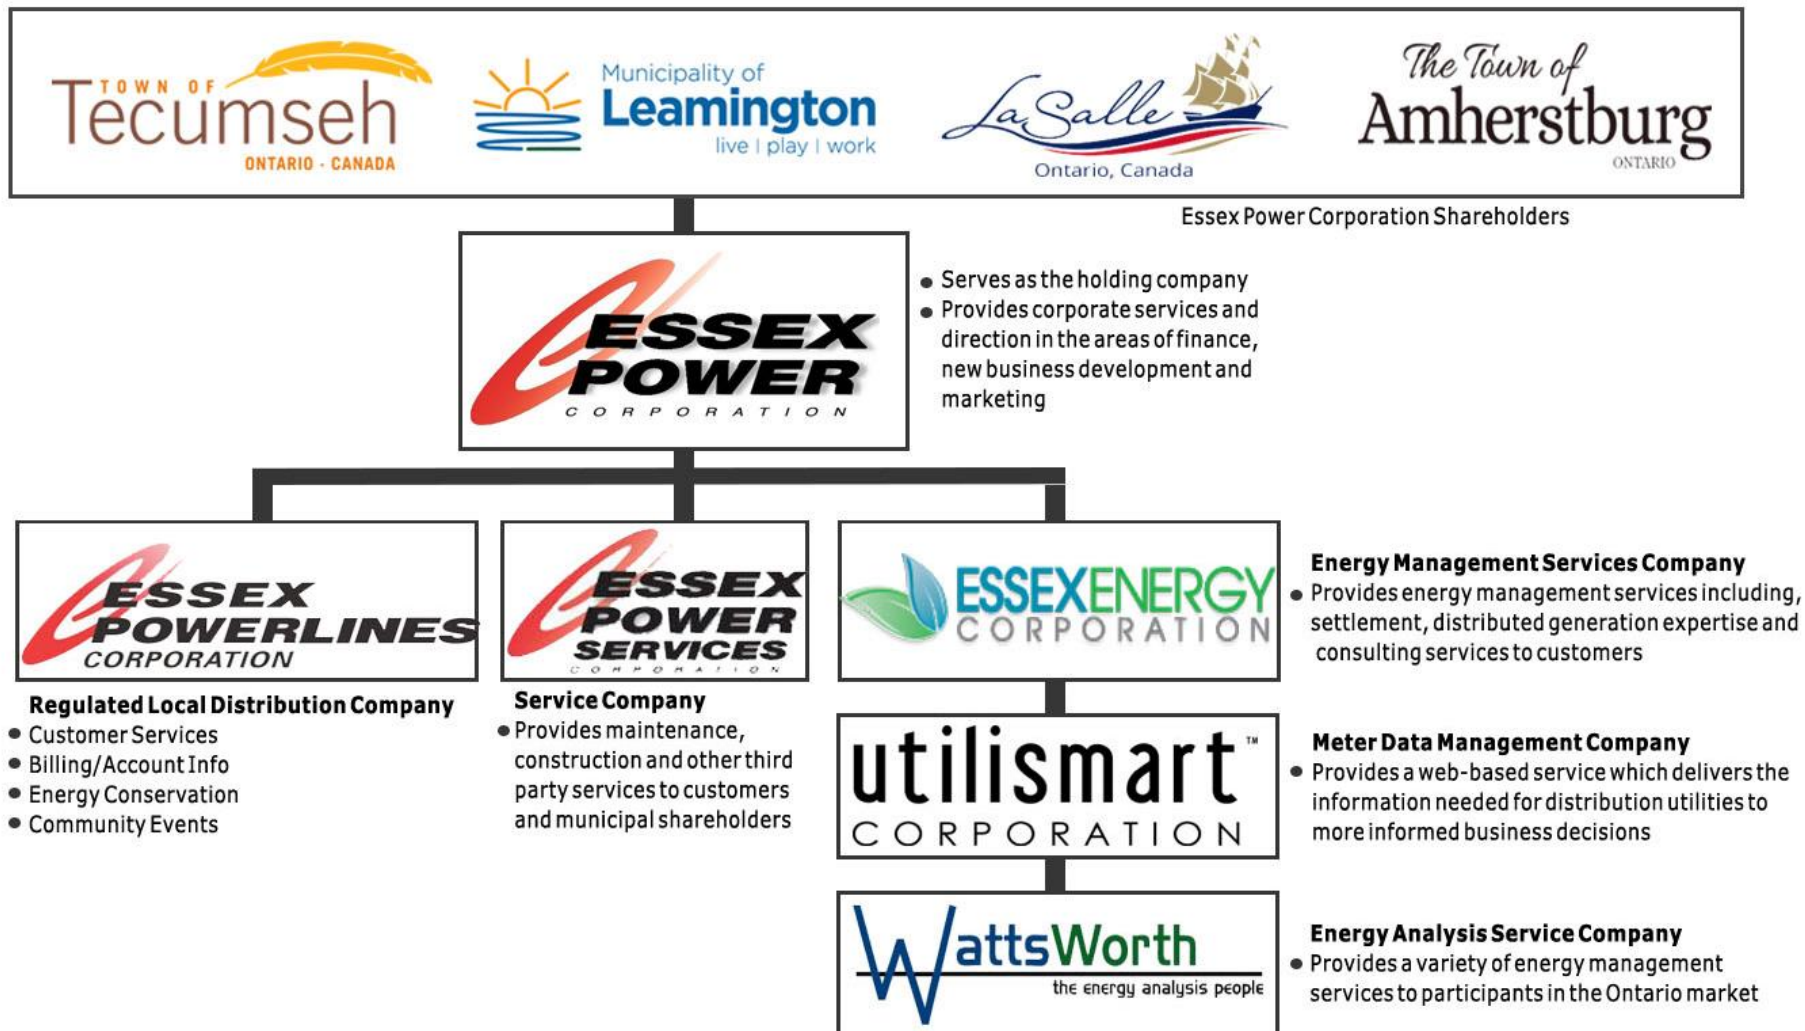 TOWN OF
Tecumseh
ONTARIO - CANADA
Municipality of
Leamington
live | play | work
LaSalle
Ontario, Canada
The Town of
Amherstburg
ONTARIO
Essex Power Corporation Shareholders
ESSEX
POWER
CORPORATION
● Serves as the holding company
● Provides corporate services and
direction in the areas of finance,
new business development and
marketing
ESSEX
POWERLINES
CORPORATION
Regulated Local Distribution Company
● Customer Services
● Billing/Account Info
● Energy Conservation
● Community Events
ESSEX
POWER
SERVICES
CORPORATION
Service Company
● Provides maintenance,
construction and other third
party services to customers
and municipal shareholders
ESSEXENERGY
CORPORATION
Energy Management Services Company
● Provides energy management services including,
settlement, distributed generation expertise and
consulting services to customers
utilismart™
CORPORATION
Meter Data Management Company
● Provides a web-based service which delivers the
information needed for distribution utilities to
more informed business decisions
WattsWorth
the energy analysis people
Energy Analysis Service Company
● Provides a variety of energy management
services to participants in the Ontario market